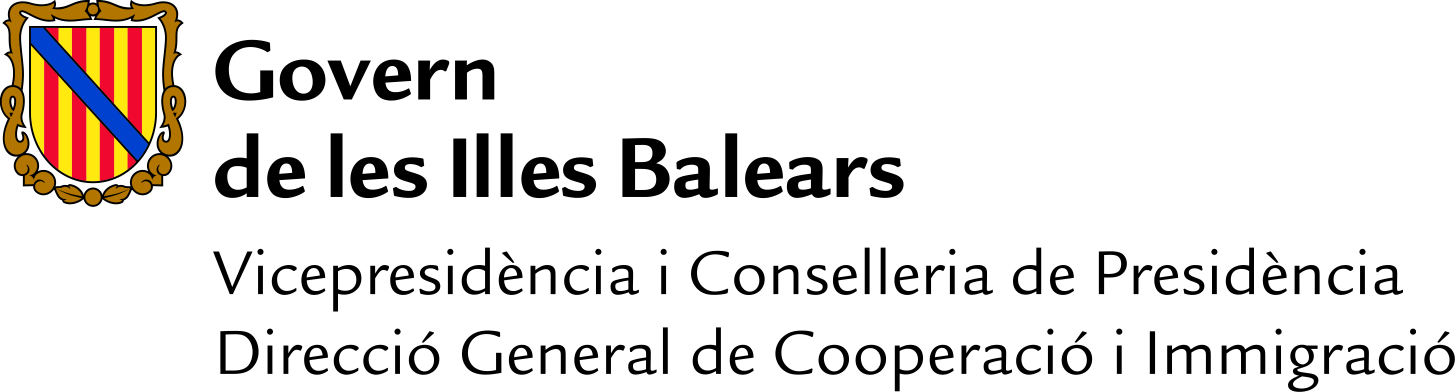 Govern
de les Illes Balears
Vicepresidència i Conselleria de Presidència
Direcció General de Cooperació i Immigració